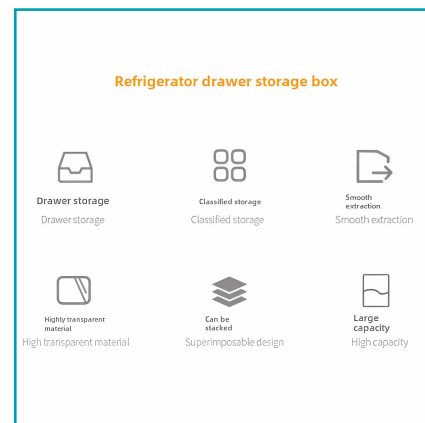 Refrigerator drawer storage box
Drawer storage
Classified storage
Smooth
extraction
Drawer storage
Classified storage
Smooth extraction
Highly transparent
material
Can be
stacked
Large
capacity
High transparent material
Superimposable design
High capacity